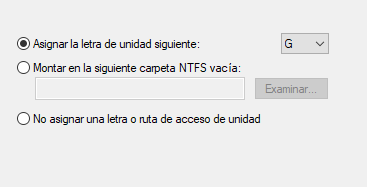 Asignar la letra de unidad siguiente: G
Montar en la siguiente carpeta NTFS vacía:
Examinar...
No asignar una letra o ruta de acceso de unidad